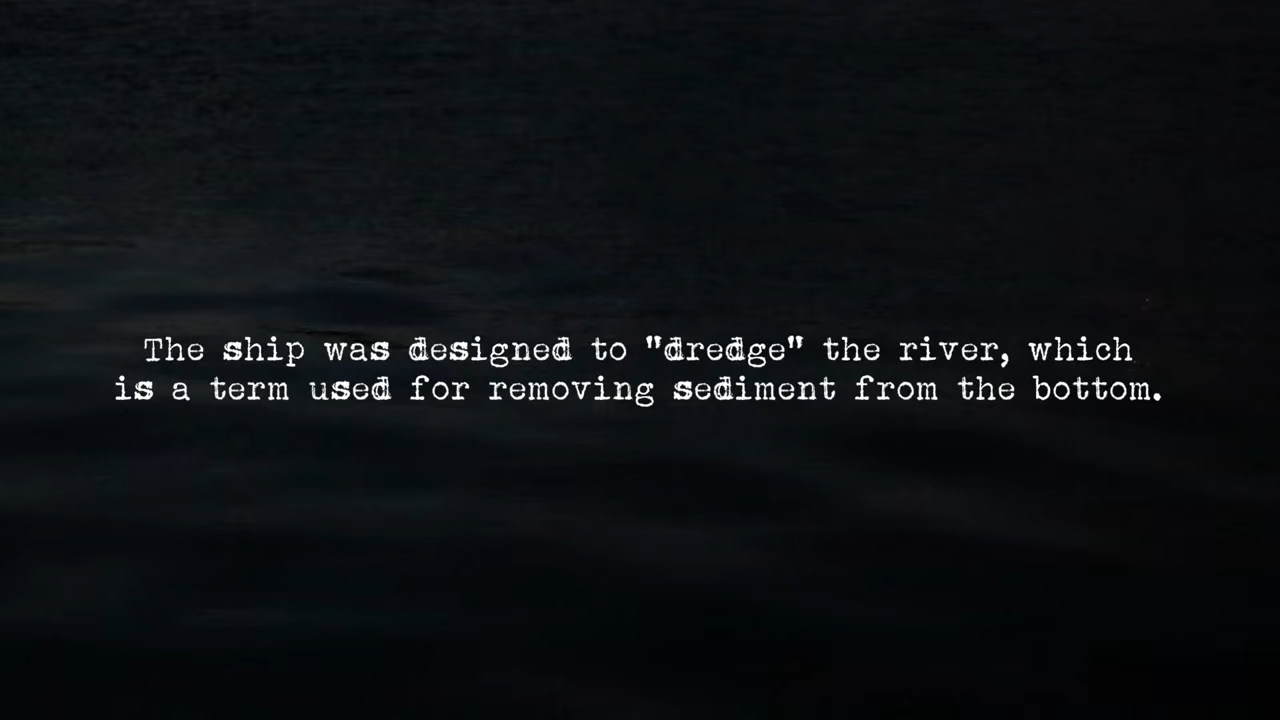 The ship was designed to "dredge" the river, which
is a term used for removing sediment from the bottom.